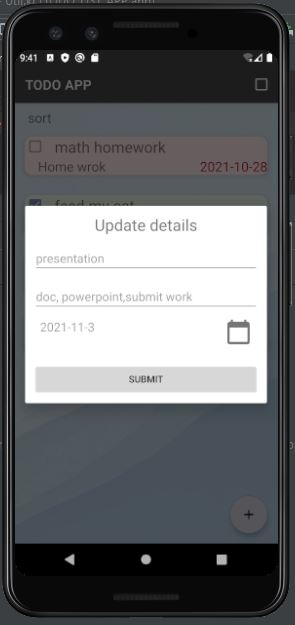 9:41
TODO APP
sort
math homework
Home wrok 2021-10-28
feed my cat
Update details
presentation
doc, powerpoint,submit work
2021-11-3
SUBMIT
+